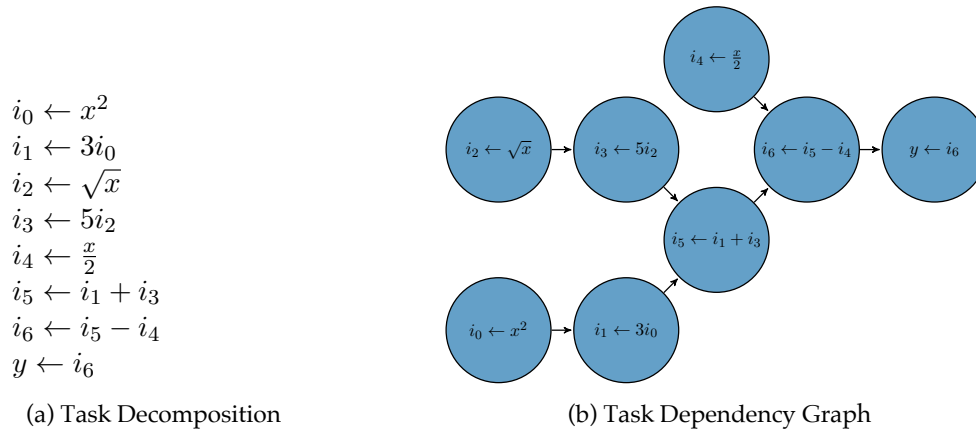 i₀ ← x²
i₁ ← 3i₀
i₂ ← √x
i₃ ← 5i₂
i₄ ← x/2
i₅ ← i₁ + i₃
i₆ ← i₅ − i₄
y ← i₆
(a) Task Decomposition
i₄ ← x/2
i₂ ← √x
i₃ ← 5i₂
i₆ ← i₅ − i₄
y ← i₆
i₅ ← i₁ + i₃
i₀ ← x²
i₁ ← 3i₀
(b) Task Dependency Graph